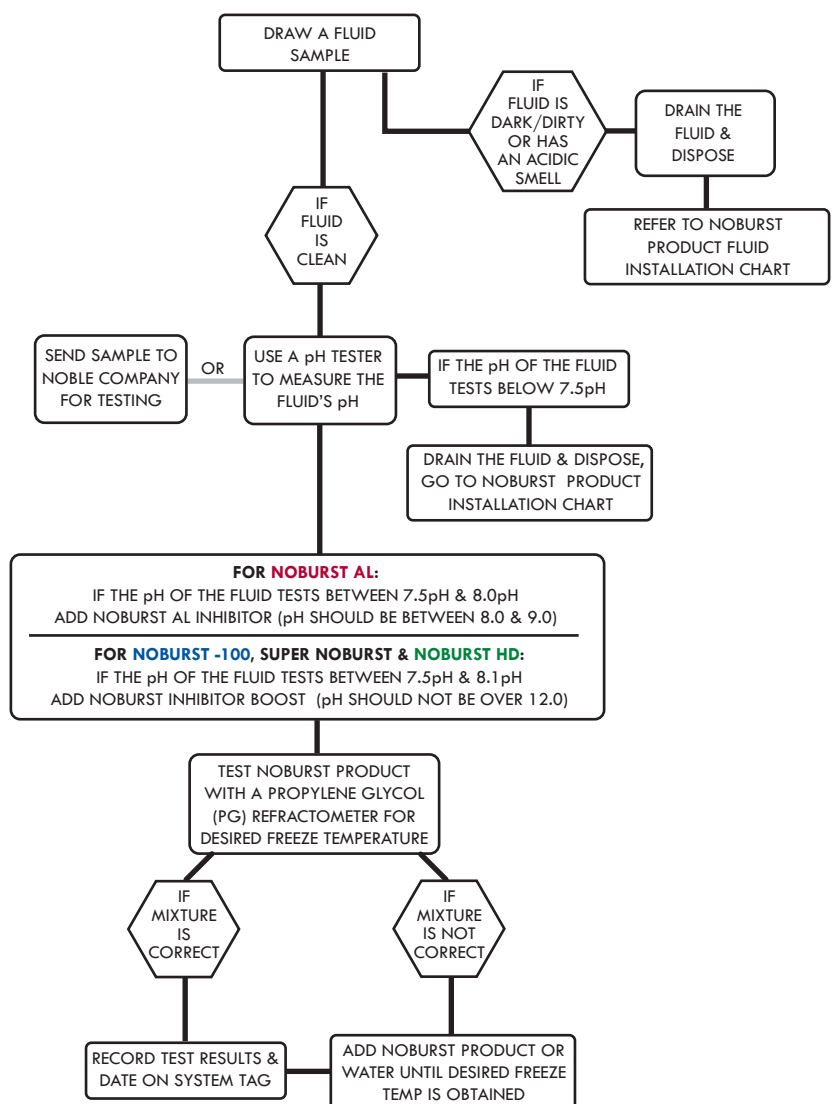 DRAW A FLUID
SAMPLE
IF
FLUID IS
DARK/DIRTY
OR HAS
AN ACIDIC
SMELL
DRAIN THE
FLUID &
DISPOSE
REFER TO NOBURST
PRODUCT FLUID
INSTALLATION CHART
IF
FLUID
IS
CLEAN
SEND SAMPLE TO
NOBLE COMPANY
FOR TESTING
OR
USE A pH TESTER
TO MEASURE THE
FLUID'S pH
IF THE pH OF THE FLUID
TESTS BELOW 7.5pH
DRAIN THE FLUID & DISPOSE,
GO TO NOBURST PRODUCT
INSTALLATION CHART
FOR NOBURST AL:
IF THE pH OF THE FLUID TESTS BETWEEN 7.5pH & 8.0pH
ADD NOBURST AL INHIBITOR (pH SHOULD BE BETWEEN 8.0 & 9.0)
FOR NOBURST -100, SUPER NOBURST & NOBURST HD:
IF THE pH OF THE FLUID TESTS BETWEEN 7.5pH & 8.1pH
ADD NOBURST INHIBITOR BOOST (pH SHOULD NOT BE OVER 12.0)
TEST NOBURST PRODUCT
WITH A PROPYLENE GLYCOL
(PG) REFRACTOMETER FOR
DESIRED FREEZE TEMPERATURE
IF
MIXTURE
IS
CORRECT
IF
MIXTURE
IS NOT
CORRECT
RECORD TEST RESULTS &
DATE ON SYSTEM TAG
ADD NOBURST PRODUCT OR
WATER UNTIL DESIRED FREEZE
TEMP IS OBTAINED